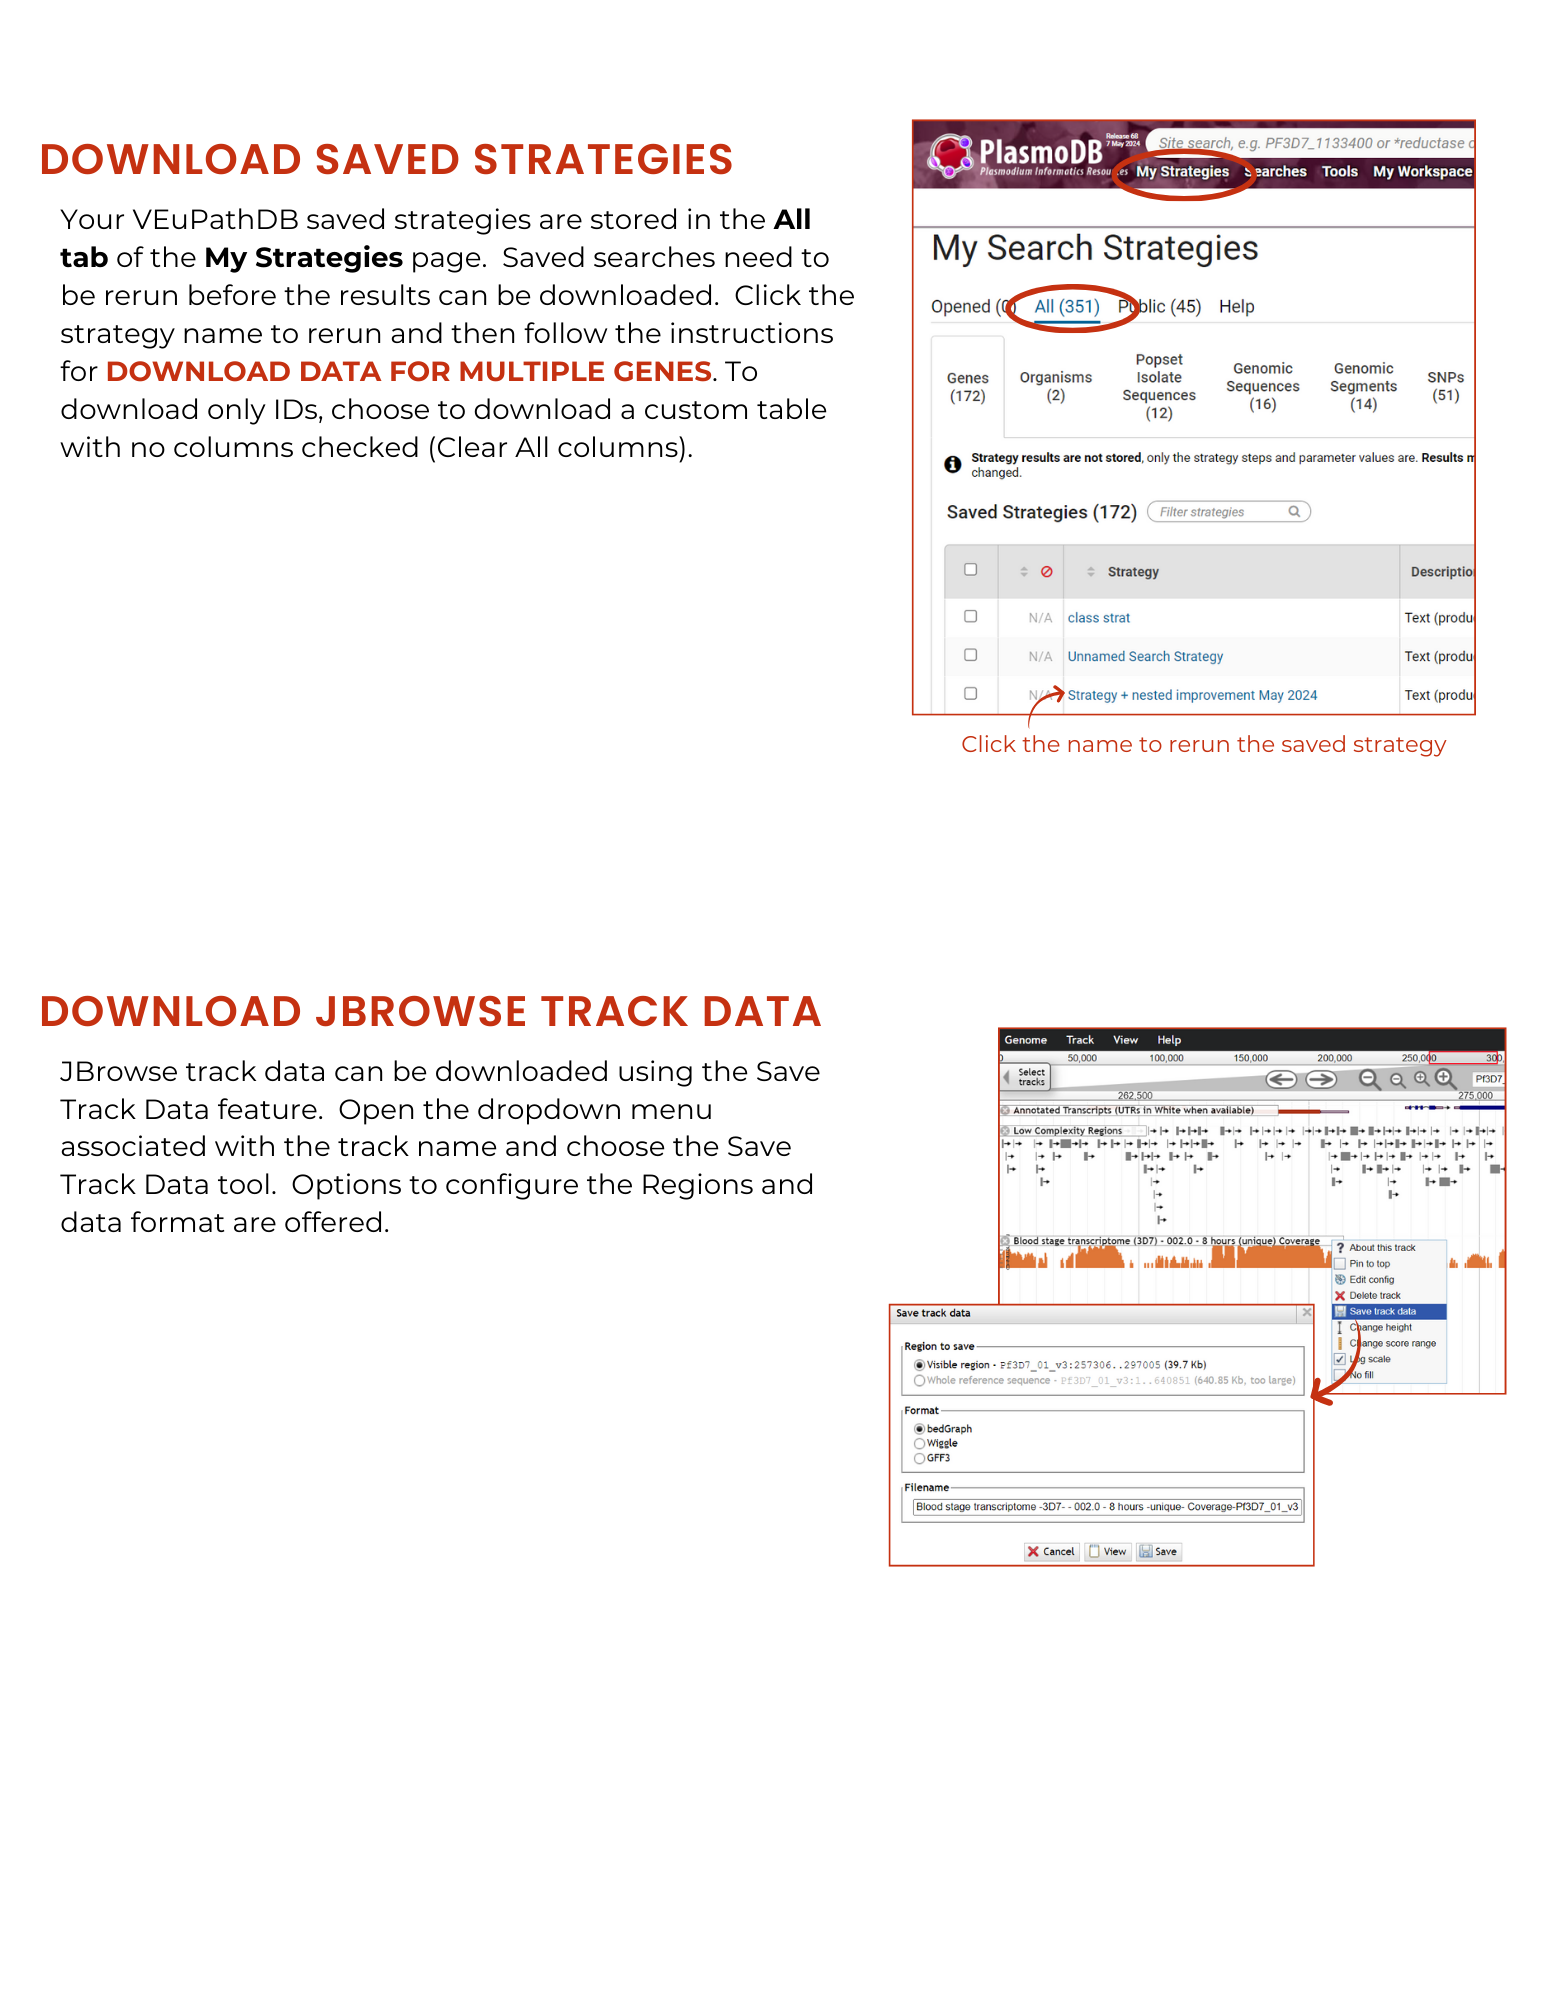 DOWNLOAD SAVED STRATEGIES
Your VEuPathDB saved strategies are stored in the All
tab of the My Strategies page.  Saved searches need to
be rerun before the results can be downloaded.  Click the
strategy name to rerun and then follow the instructions
for DOWNLOAD DATA FOR MULTIPLE GENES. To
download only IDs, choose to download a custom table
with no columns checked (Clear All columns).
PlasmoDB
Plasmodium Informatics Resources
Release 68
7 May 2024
Site search, e.g. PF3D7_1133400 or *reductase
My Strategies Searches Tools My Workspace
My Search Strategies
Opened (0) All (351) Public (45) Help
Genes (172)
Organisms (2)
Popset Isolate Sequences (12)
Genomic Sequences (16)
Genomic Segments (14)
SNPs (51)
Strategy results are not stored, only the strategy steps and parameter values are. Results
changed.
Saved Strategies (172) Filter strategies
Strategy Descriptio
N/A class strat Text (produ
N/A Unnamed Search Strategy Text (produ
N/A Strategy + nested improvement May 2024 Text (produ
Click the name to rerun the saved strategy
DOWNLOAD JBROWSE TRACK DATA
JBrowse track data can be downloaded using the Save
Track Data feature.  Open the dropdown menu
associated with the track name and choose the Save
Track Data tool.  Options to configure the Regions and
data format are offered.
Genome Track View Help
50,000 100,000 150,000 200,000 250,000 300,
Select
tracks
Pf3D7_
262,500 275,000
Annotated Transcripts (UTRs in White when available)
Low Complexity Regions
Blood stage transcriptome (3D7) - 002.0 - 8 hours (unique) Coverage
About this track
Pin to top
Edit config
Delete track
Save track data
Change height
Change score range
Log scale
No fill
Save track data
Region to save
Visible region - Pf3D7_01_v3:257306..297005 (39.7 Kb)
Whole reference sequence - Pf3D7_01_v3:1..640851 (640.85 Kb, too large)
Format
bedGraph
Wiggle
GFF3
Filename
Blood stage transcriptome -3D7- - 002.0 - 8 hours -unique- Coverage-Pf3D7_01_v3
Cancel View Save